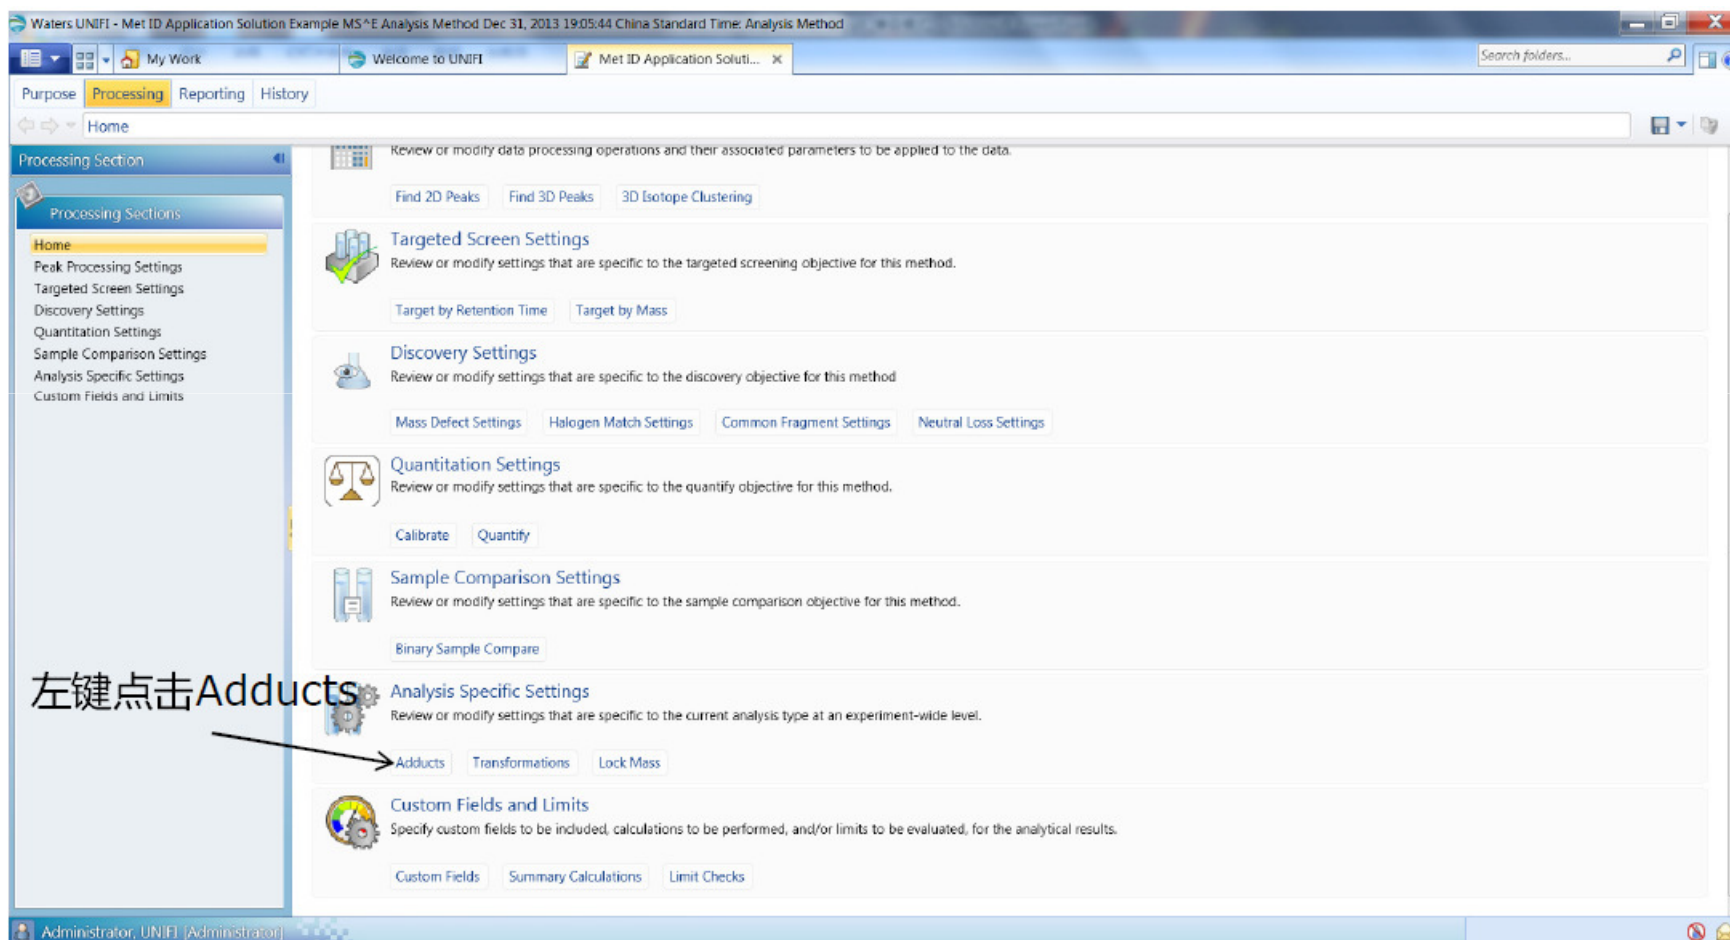 Waters UNIFI - Met ID Application Solution Example MS^E Analysis Method Dec 31, 2013 19:05:44 China Standard Time: Analysis Method
My Work
Welcome to UNIFI
Met ID Application Soluti...
Search folders...
Purpose Processing Reporting History
Home
Processing Section
Processing Sections
Home
Peak Processing Settings
Targeted Screen Settings
Discovery Settings
Quantitation Settings
Sample Comparison Settings
Analysis Specific Settings
Custom Fields and Limits
Review or modify data processing operations and their associated parameters to be applied to the data.
Find 2D Peaks Find 3D Peaks 3D Isotope Clustering
Targeted Screen Settings
Review or modify settings that are specific to the targeted screening objective for this method.
Target by Retention Time Target by Mass
Discovery Settings
Review or modify settings that are specific to the discovery objective for this method
Mass Defect Settings Halogen Match Settings Common Fragment Settings Neutral Loss Settings
Quantitation Settings
Review or modify settings that are specific to the quantify objective for this method.
Calibrate Quantify
Sample Comparison Settings
Review or modify settings that are specific to the sample comparison objective for this method.
Binary Sample Compare
左键点击Adducts
Analysis Specific Settings
Review or modify settings that are specific to the current analysis type at an experiment-wide level.
Adducts Transformations Lock Mass
Custom Fields and Limits
Specify custom fields to be included, calculations to be performed, and/or limits to be evaluated, for the analytical results.
Custom Fields Summary Calculations Limit Checks
Administrator, UNIFI [Administrator]